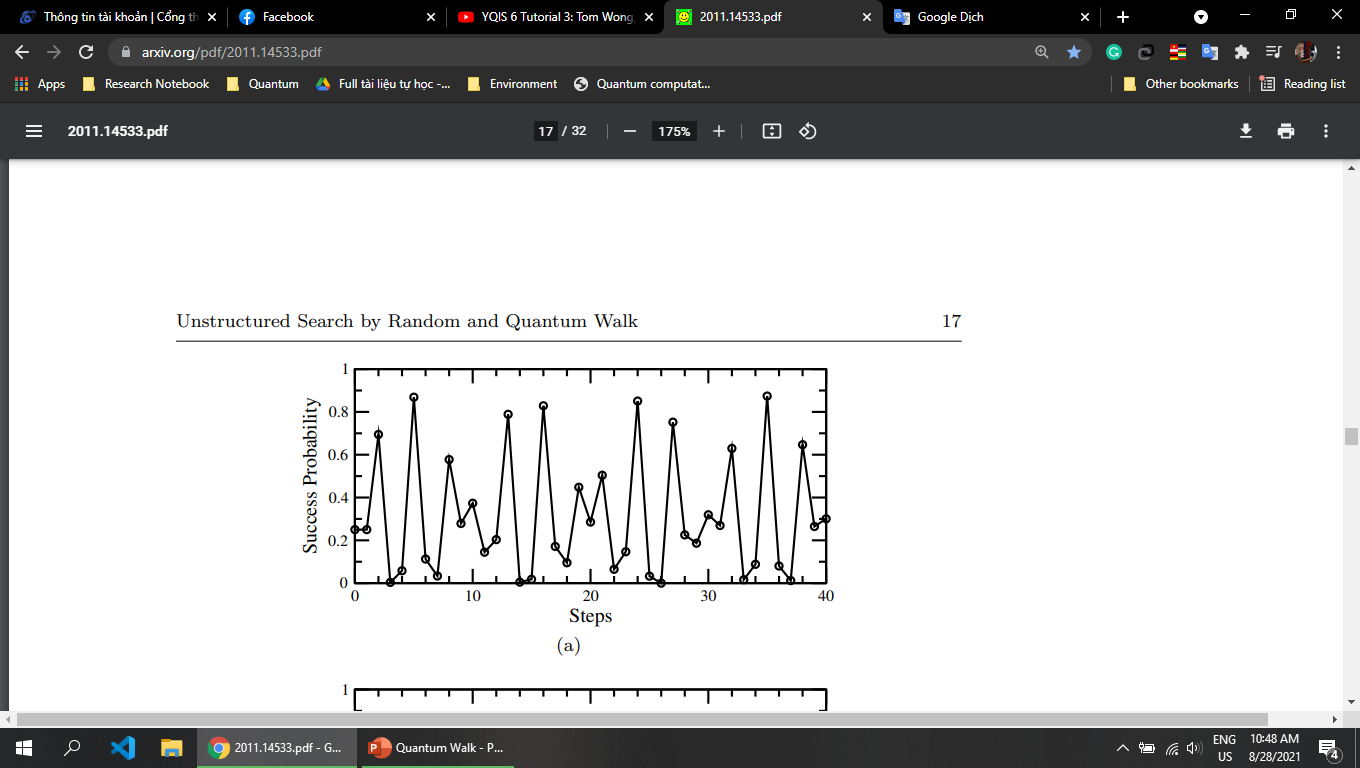 Thông tin tài khoản | Cổng th
Facebook
YQIS 6 Tutorial 3: Tom Wong,
2011.14533.pdf
Google Dịch
arxiv.org/pdf/2011.14533.pdf
Apps
Research Notebook
Quantum
Full tài liệu tự học -...
Environment
Quantum computat...
Other bookmarks
Reading list
2011.14533.pdf
17 / 32
175%
Unstructured Search by Random and Quantum Walk 17
1
0.8
0.6
0.4
0.2
0
Success Probability
0 10 20 30 40
Steps
(a)
1
2011.14533.pdf - G...
Quantum Walk - P...
ENG
US
10:48 AM
8/28/2021
4